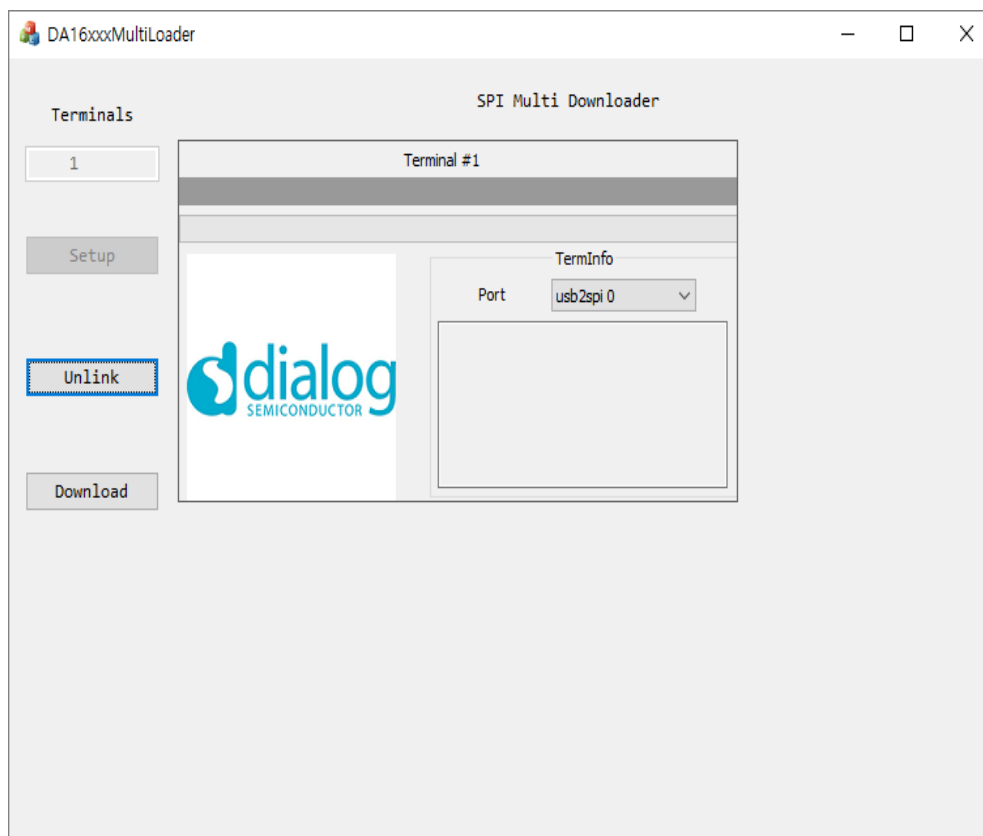 DA16xxxMultiLoader
SPI Multi Downloader
Terminals
1
Setup
Unlink
Download
Terminal #1
TermInfo
Port
usb2spi 0
dialog
SEMICONDUCTOR